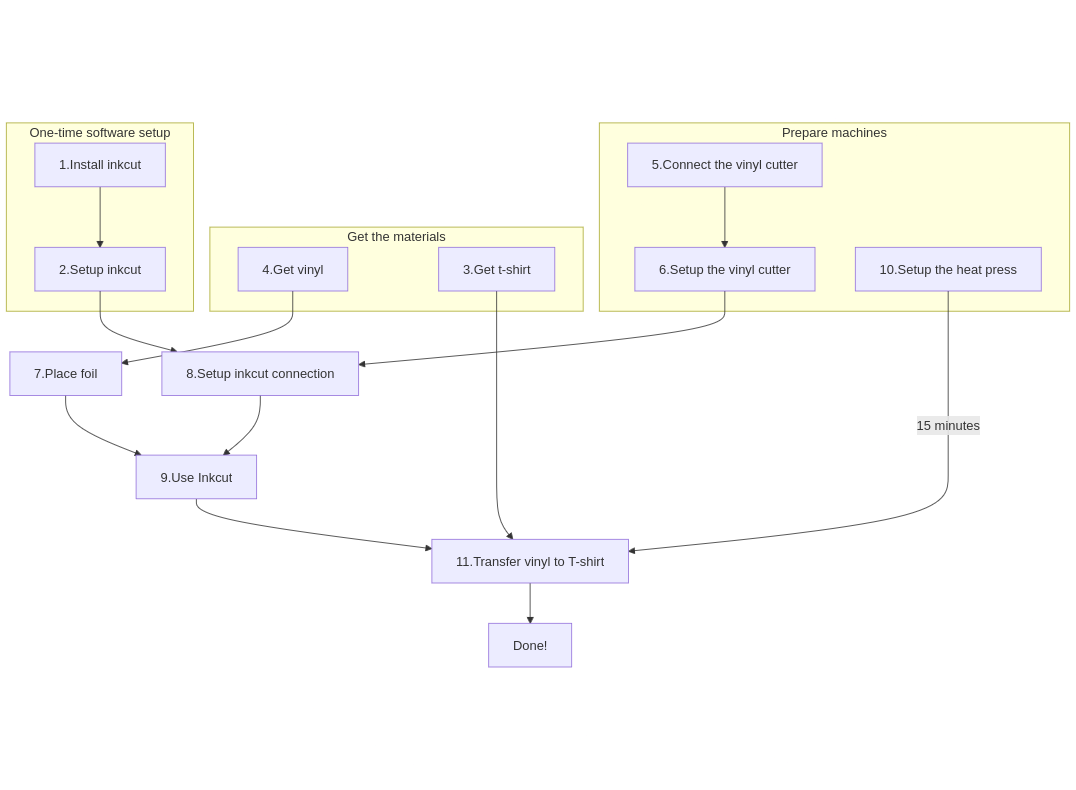 One-time software setup
Prepare machines
1.Install inkcut
5.Connect the vinyl cutter
Get the materials
2.Setup inkcut
4.Get vinyl
3.Get t-shirt
6.Setup the vinyl cutter
10.Setup the heat press
7.Place foil
8.Setup inkcut connection
15 minutes
9.Use Inkcut
11.Transfer vinyl to T-shirt
Done!